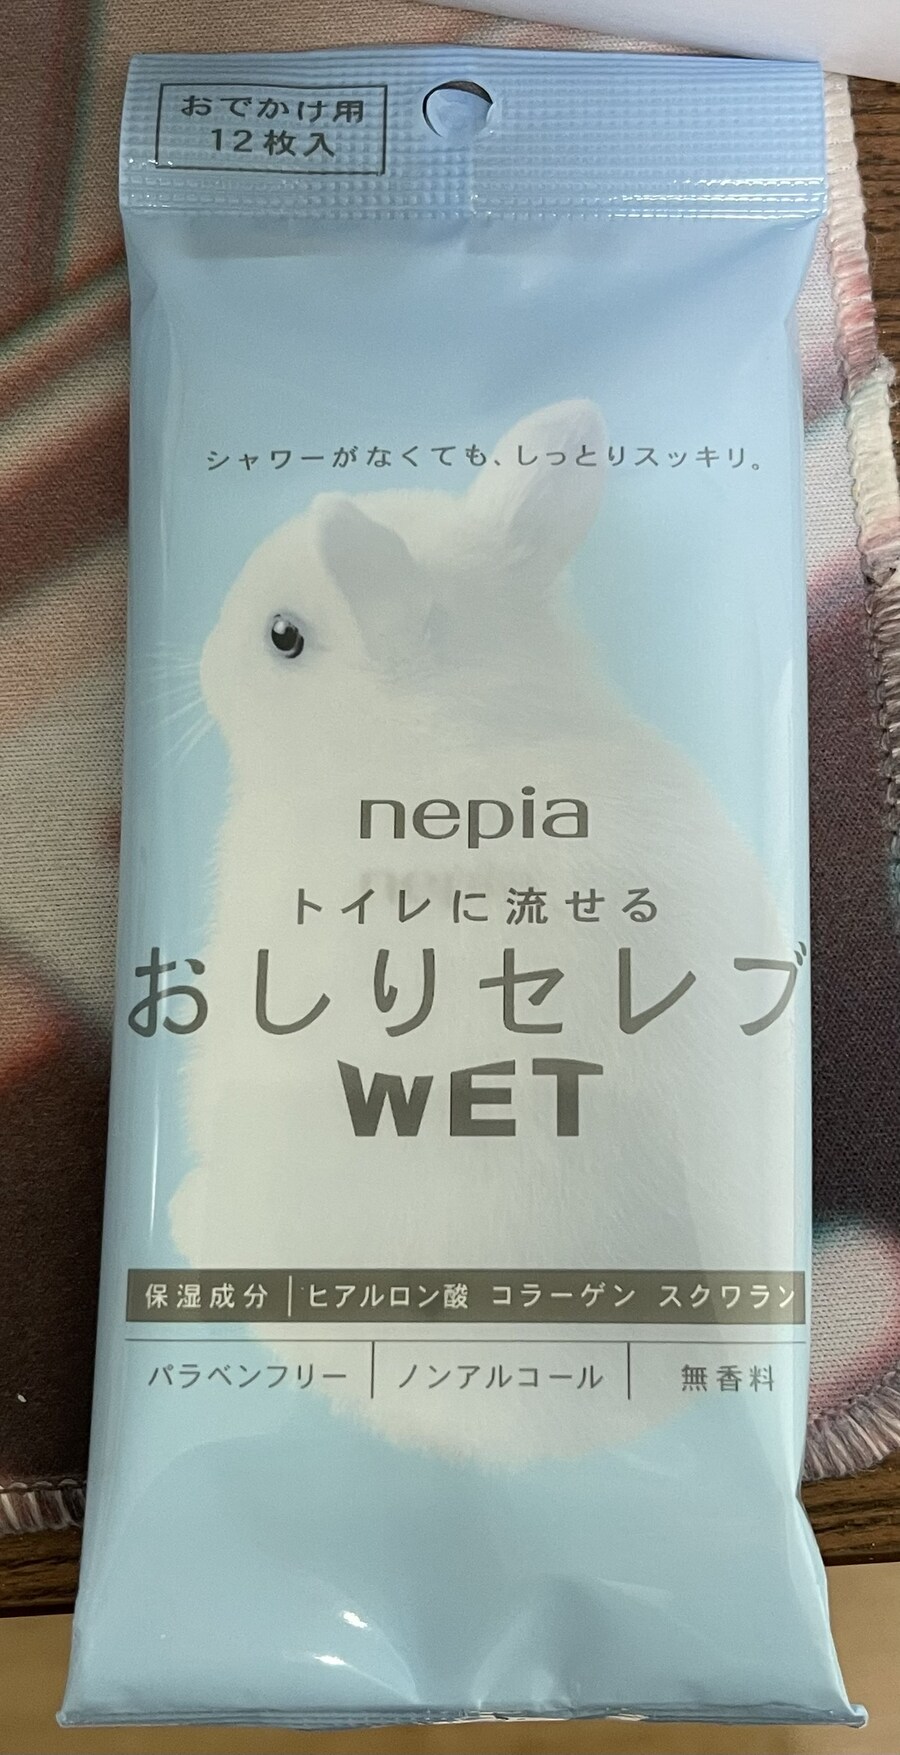 おでかけ用
12枚入
シャワーがなくても、しっとりスッキリ。
nepia
トイレに流せる
おしりセレブ
WET
保湿成分 ヒアルロン酸 コラーゲン スクワラン
パラベンフリー ノンアルコール 無香料